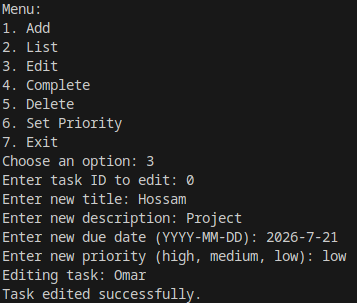 Menu:
1. Add
2. List
3. Edit
4. Complete
5. Delete
6. Set Priority
7. Exit
Choose an option: 3
Enter task ID to edit: 0
Enter new title: Hossam
Enter new description: Project
Enter new due date (YYYY-MM-DD): 2026-7-21
Enter new priority (high, medium, low): low
Editing task: Omar
Task edited successfully.